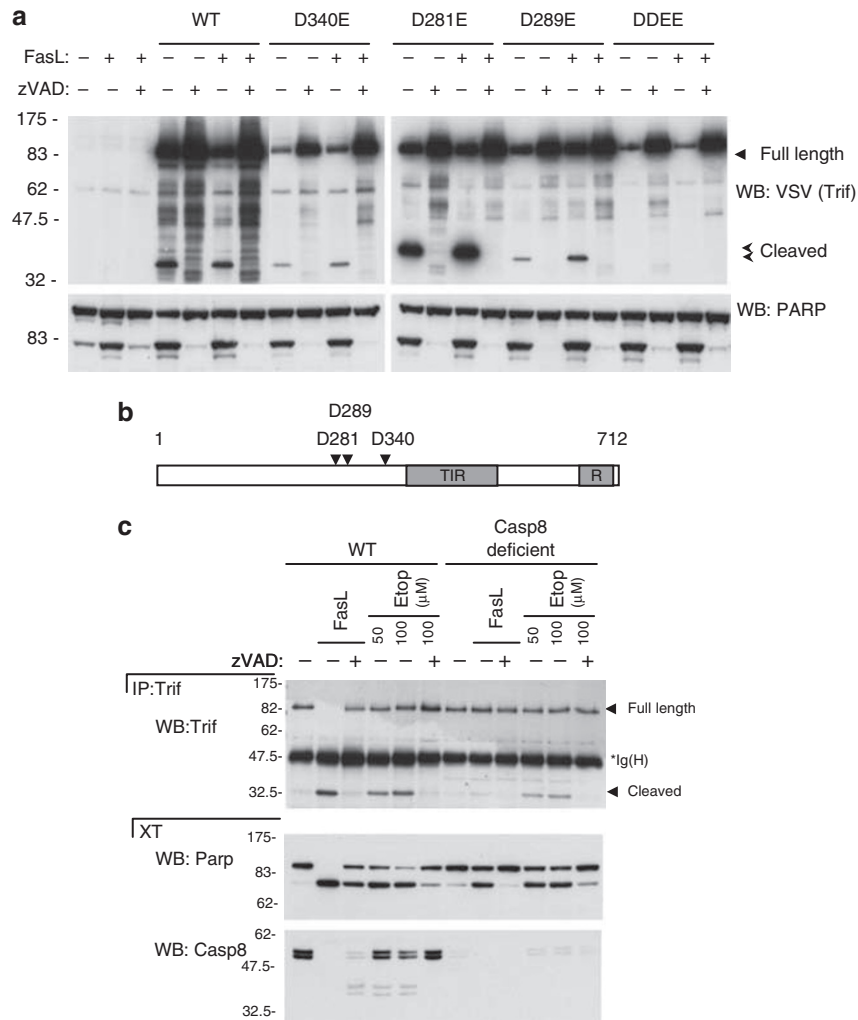 a
WT D340E D281E D289E DDEE
FasL: – + + – – + + – – + + – – + + – – + + – – + +
zVAD: – – + – + – + – + – + – + – + – + – + – + – +
175 -
83 -
62 -
47.5 -
32 -
Full length
WB: VSV (Trif)
Cleaved
83 -
WB: PARP
b
D289
1 D281 D340 712
TIR R
c
WT Casp8 deficient
FasL Etop (µM) FasL Etop (µM)
50 100 100 50 100 100
zVAD: – – + – – + – – + – – +
IP:Trif
WB:Trif
175-
82-
62-
47.5-
32.5-
Full length
*Ig(H)
Cleaved
XT
WB: Parp
175-
83-
62-
WB: Casp8
62-
47.5-
32.5-